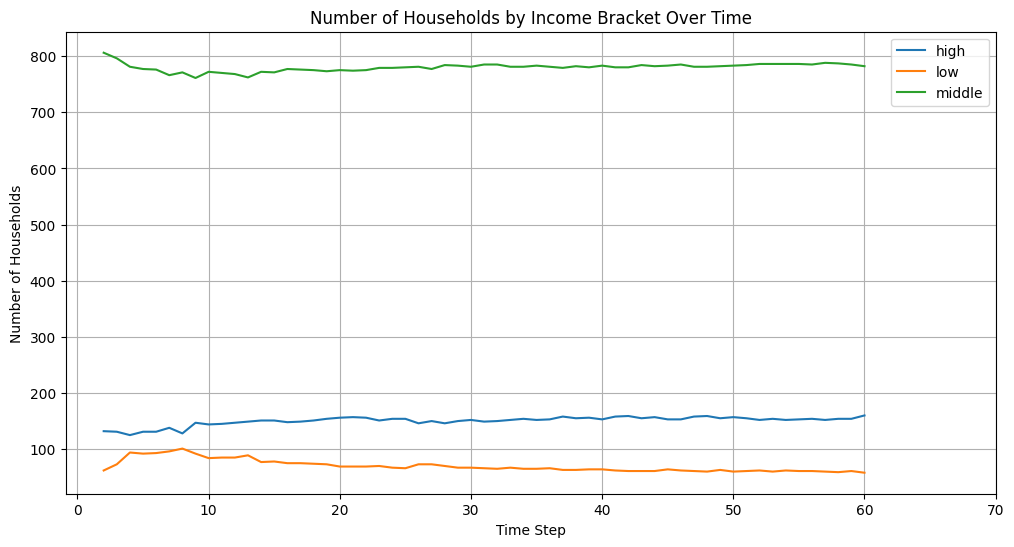 Number of Households by Income Bracket Over Time
high
low
middle
800
700
600
500
400
300
200
100
Number of Households
0 10 20 30 40 50 60 70
Time Step